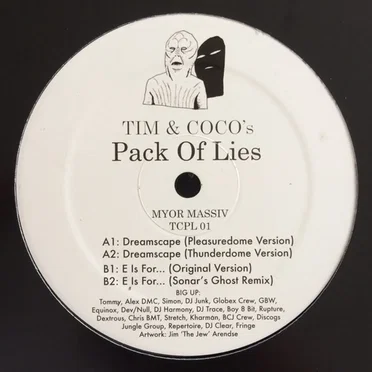 TIM & COCO's
Pack Of Lies
MYOR MASSIV
TCPL 01
A1: Dreamscape (Pleasuredome Version)
A2: Dreamscape (Thunderdome Version)
B1: E Is For... (Original Version)
B2: E Is For... (Sonar's Ghost Remix)
BIG UP:
Tommy, Alex DMC, Simon, DJ Junk, Globex Crew, GBW,
Equinox, Dev/Null, DJ Harmony, DJ Trace, Boy B Bit, Rupture,
Dextrous, Chris BMT, Stretch, Kharman, BCJ Crew, Discogs
Jungle Group, Repertoire, DJ Clear, Fringe
Artwork: Jim 'The Jew' Arendse